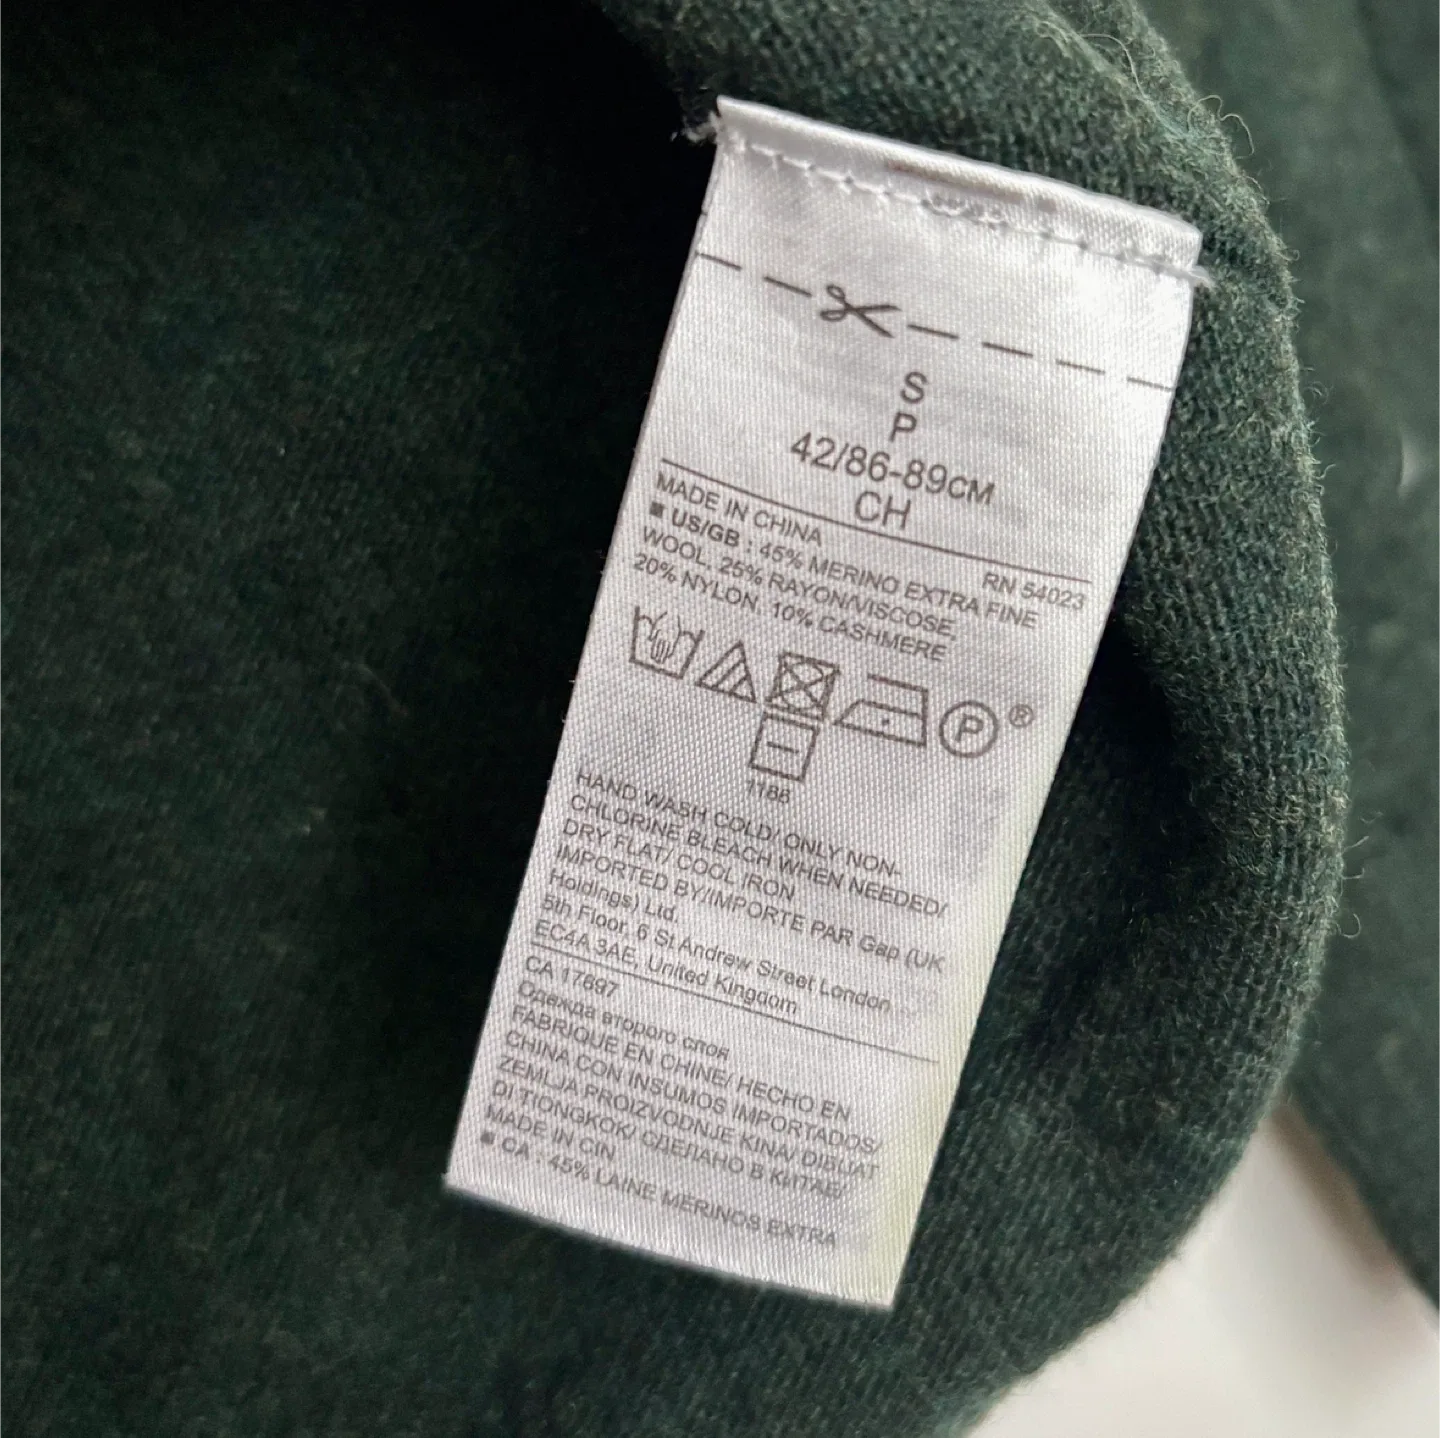 S
P
42/86-89CM
CH
MADE IN CHINA
RN 54023
■ US/GB : 45% MERINO EXTRA FINE
WOOL, 25% RAYON/VISCOSE,
20% NYLON, 10% CASHMERE
P ®
1186
HAND WASH COLD/ ONLY NON-
CHLORINE BLEACH WHEN NEEDED/
DRY FLAT/ COOL IRON
IMPORTED BY/IMPORTE PAR Gap (UK
Holdings) Ltd.
5th Floor, 6 St Andrew Street London
EC4A 3AE, United Kingdom
CA 17897
Одежда второго слоя
FABRIQUE EN CHINE/ HECHO EN
CHINA CON INSUMOS IMPORTADOS/
ZEMLJA PROIZVODNJE KINA/ DIBUAT
DI TIONGKOK/ СДЕЛАНО В КИТАЕ/
MADE IN CIN
■ CA : 45% LAINE MERINOS EXTRA